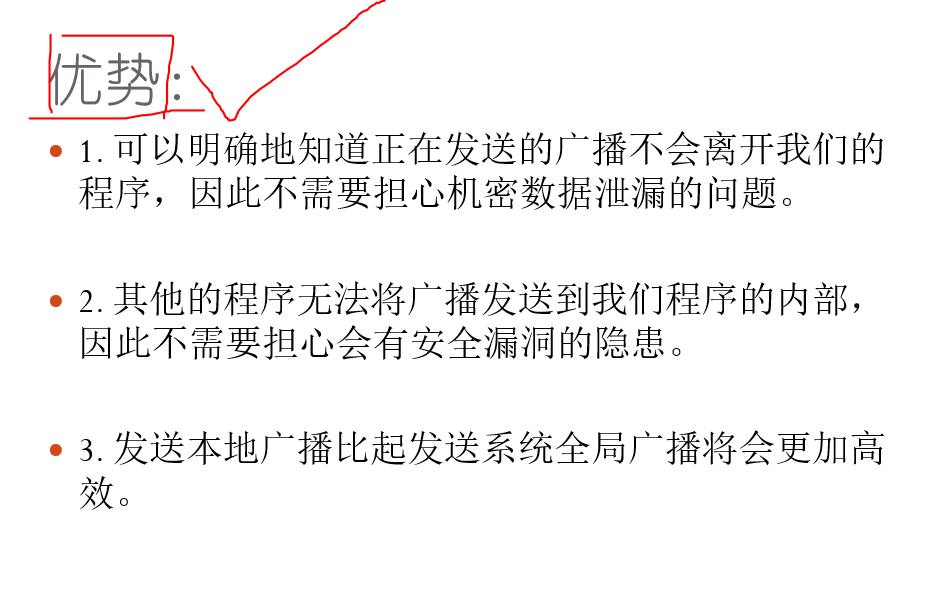 优势：
1. 可以明确地知道正在发送的广播不会离开我们的
程序，因此不需要担心机密数据泄漏的问题。
2. 其他的程序无法将广播发送到我们程序的内部，
因此不需要担心会有安全漏洞的隐患。
3. 发送本地广播比起发送系统全局广播将会更加高
效。